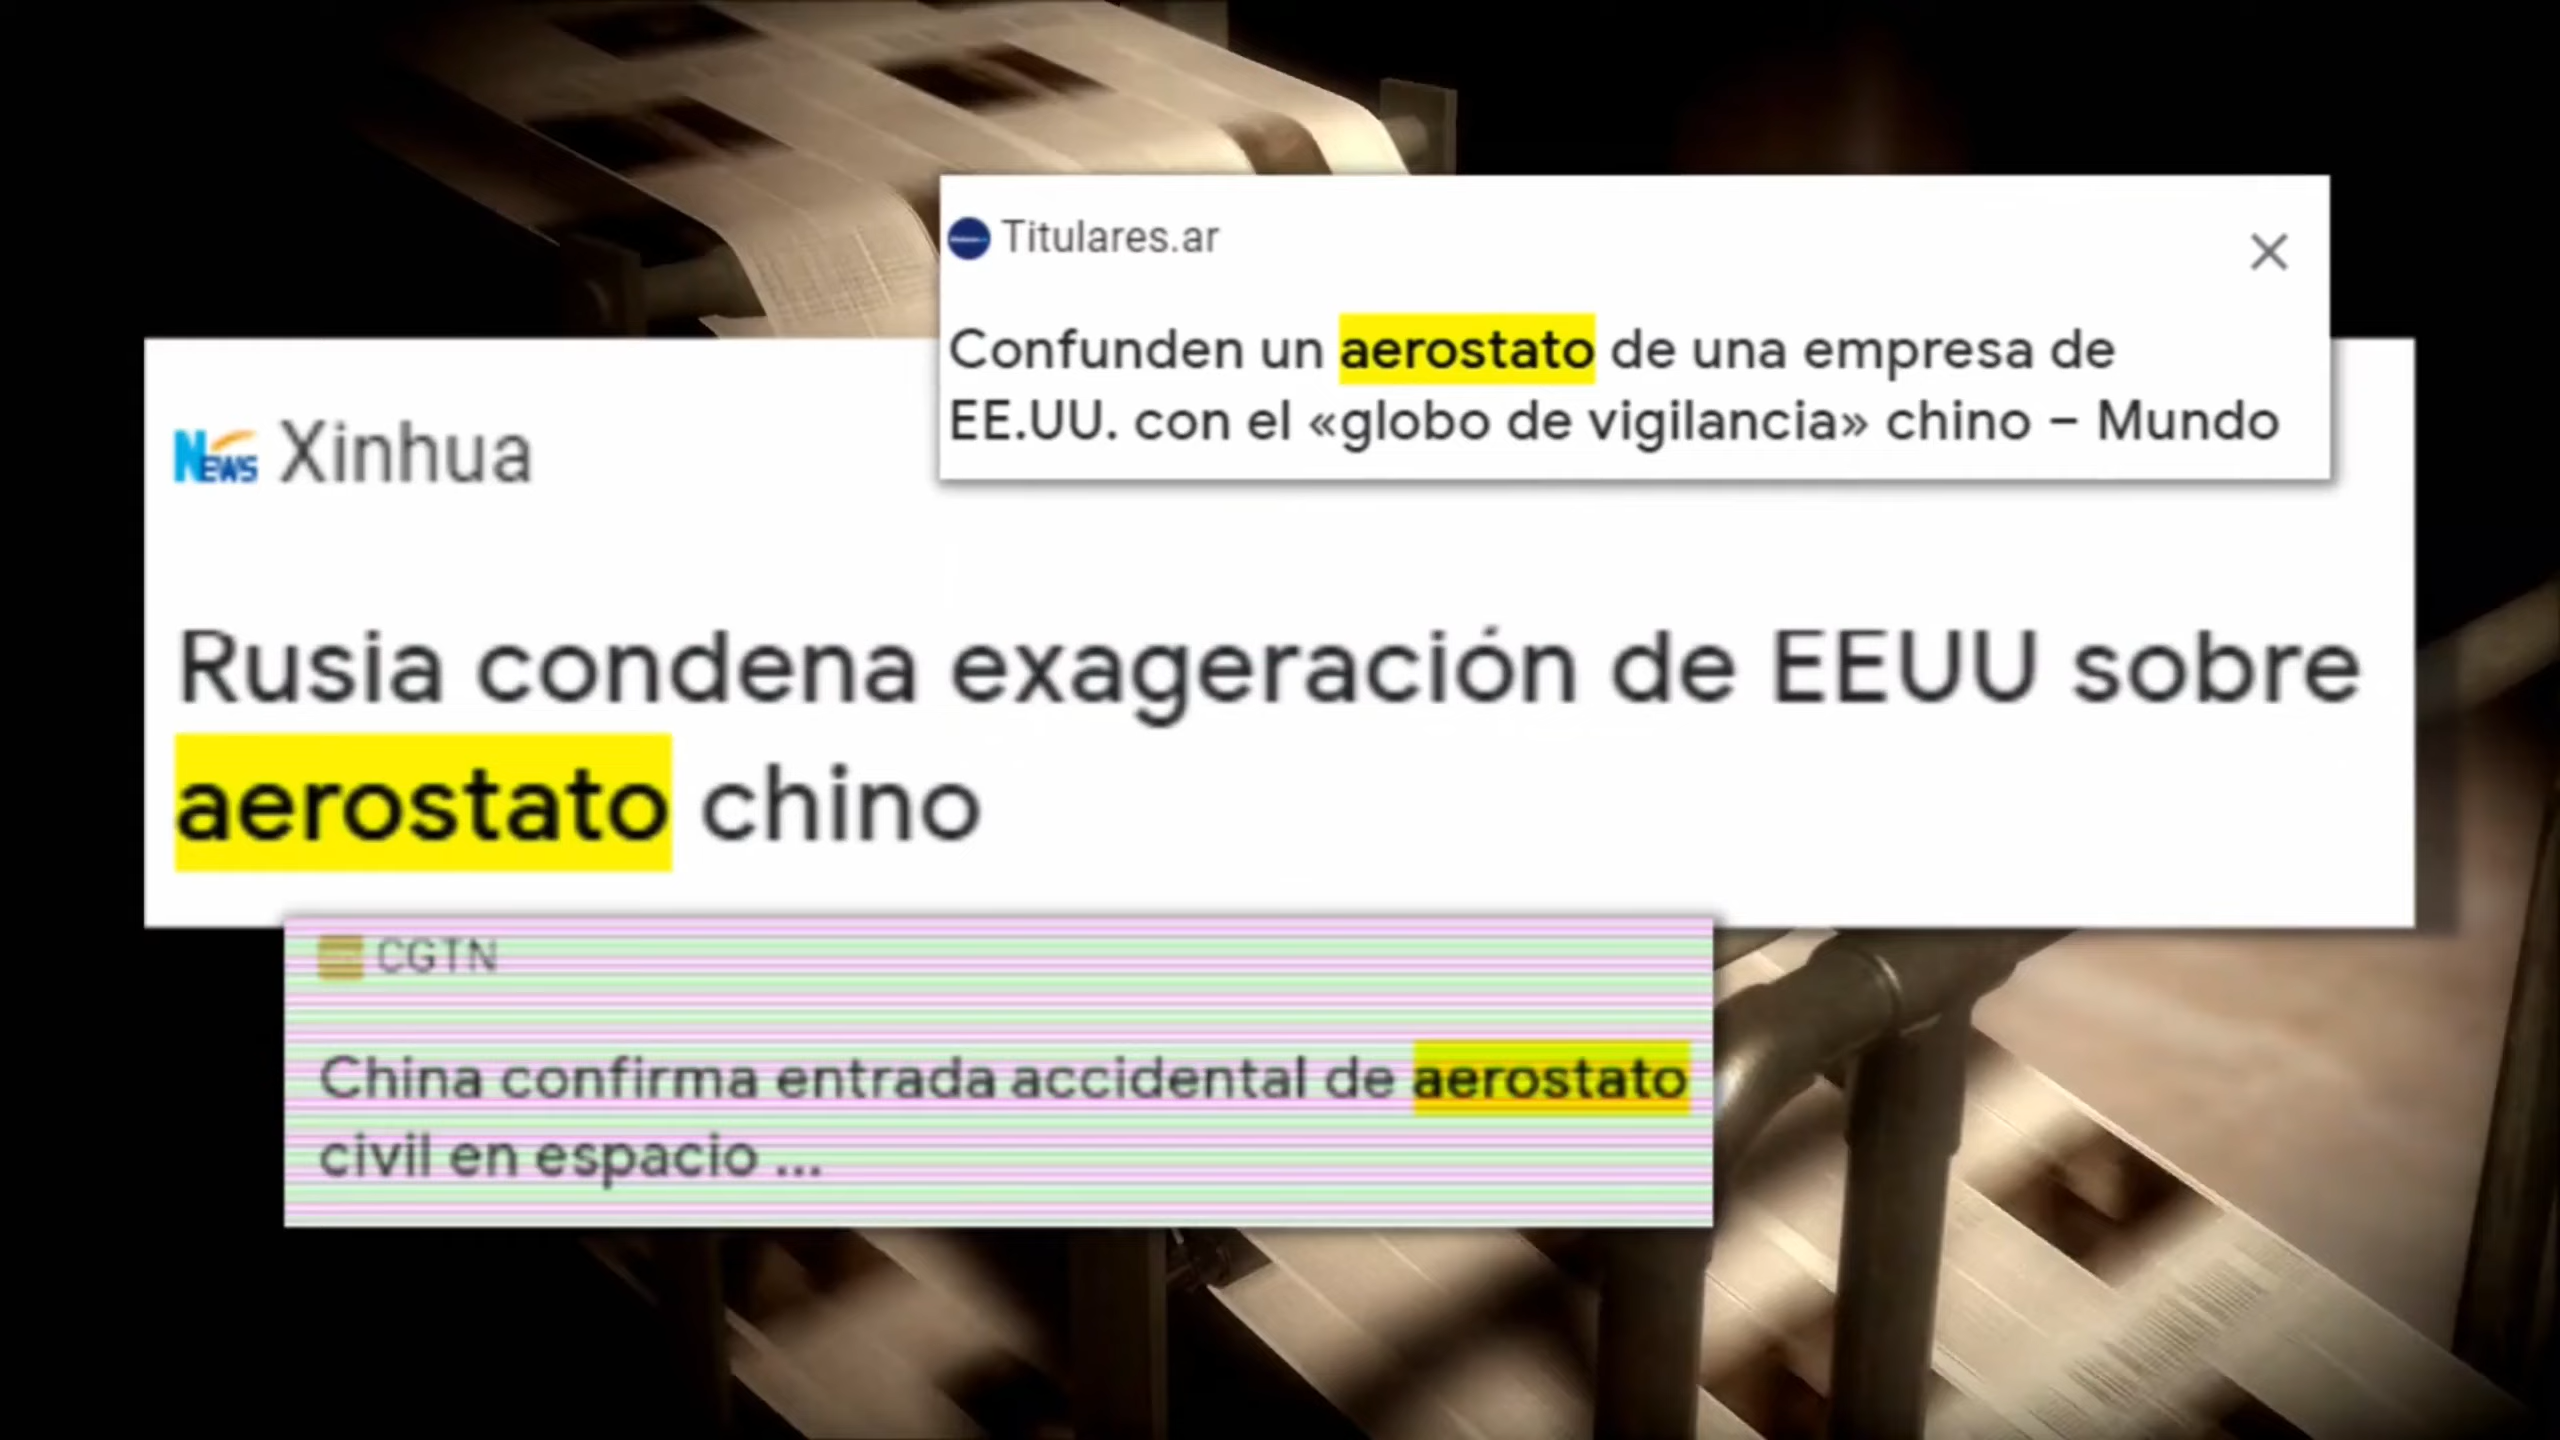 Titulares.ar
Confunden un aerostato de una empresa de
EE.UU. con el «globo de vigilancia» chino – Mundo
News Xinhua
Rusia condena exageración de EEUU sobre
aerostato chino
CGTN
China confirma entrada accidental de aerostato
civil en espacio ...